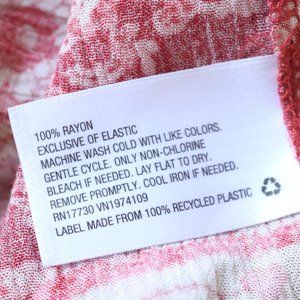 100% RAYON
EXCLUSIVE OF ELASTIC
MACHINE WASH COLD WITH LIKE COLORS.
GENTLE CYCLE. ONLY NON-CHLORINE
BLEACH IF NEEDED. LAY FLAT TO DRY.
REMOVE PROMPTLY. COOL IRON IF NEEDED.
RN17730 VN1974109
LABEL MADE FROM 100% RECYCLED PLASTIC